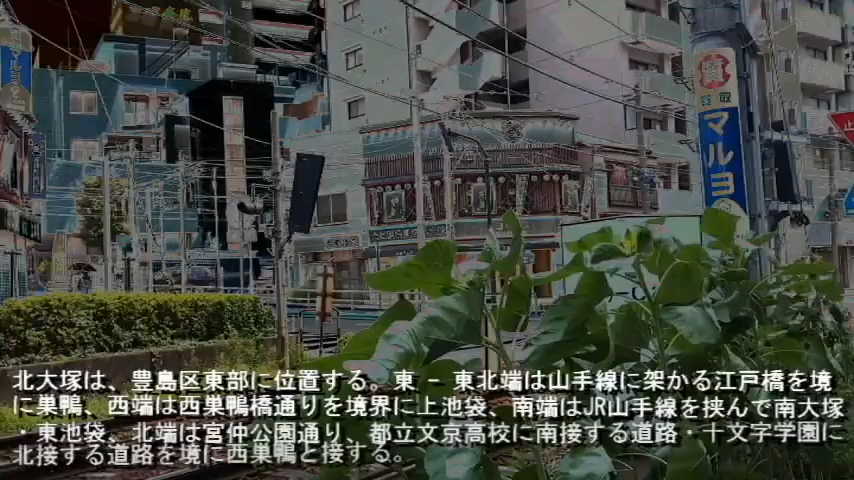 買
買取
マルヨ
止
北大塚は、豊島区東部に位置する。東 － 東北端は山手線に架かる江戸橋を境
に巣鴨、西端は西巣鴨橋通りを境界に上池袋、南端はJR山手線を挟んで南大塚
・東池袋、北端は宮仲公園通り、都立文京高校に南接する道路・十文字学園に
北接する道路を境に西巣鴨と接する。